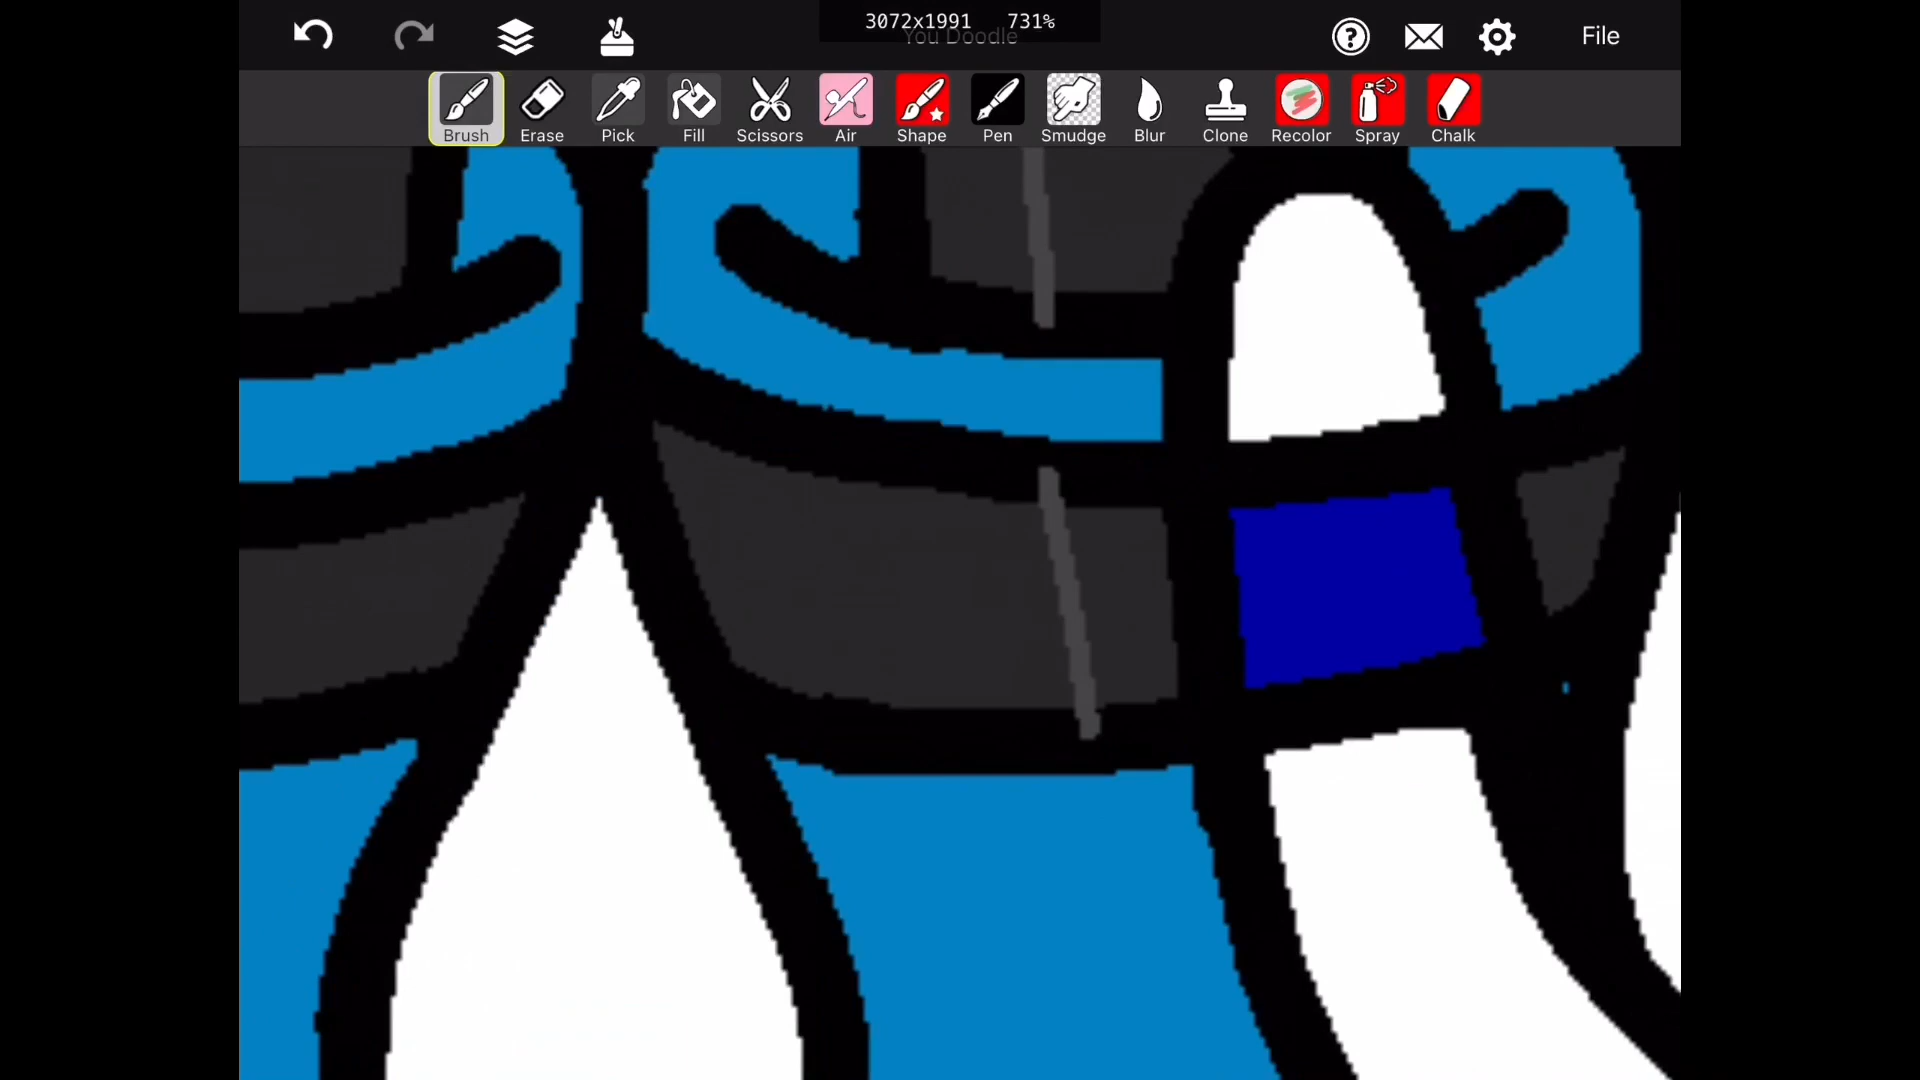 3072x1991 731%
You Doodle
File
Brush
Erase
Pick
Fill
Scissors
Air
Shape
Pen
Smudge
Blur
Clone
Recolor
Spray
Chalk